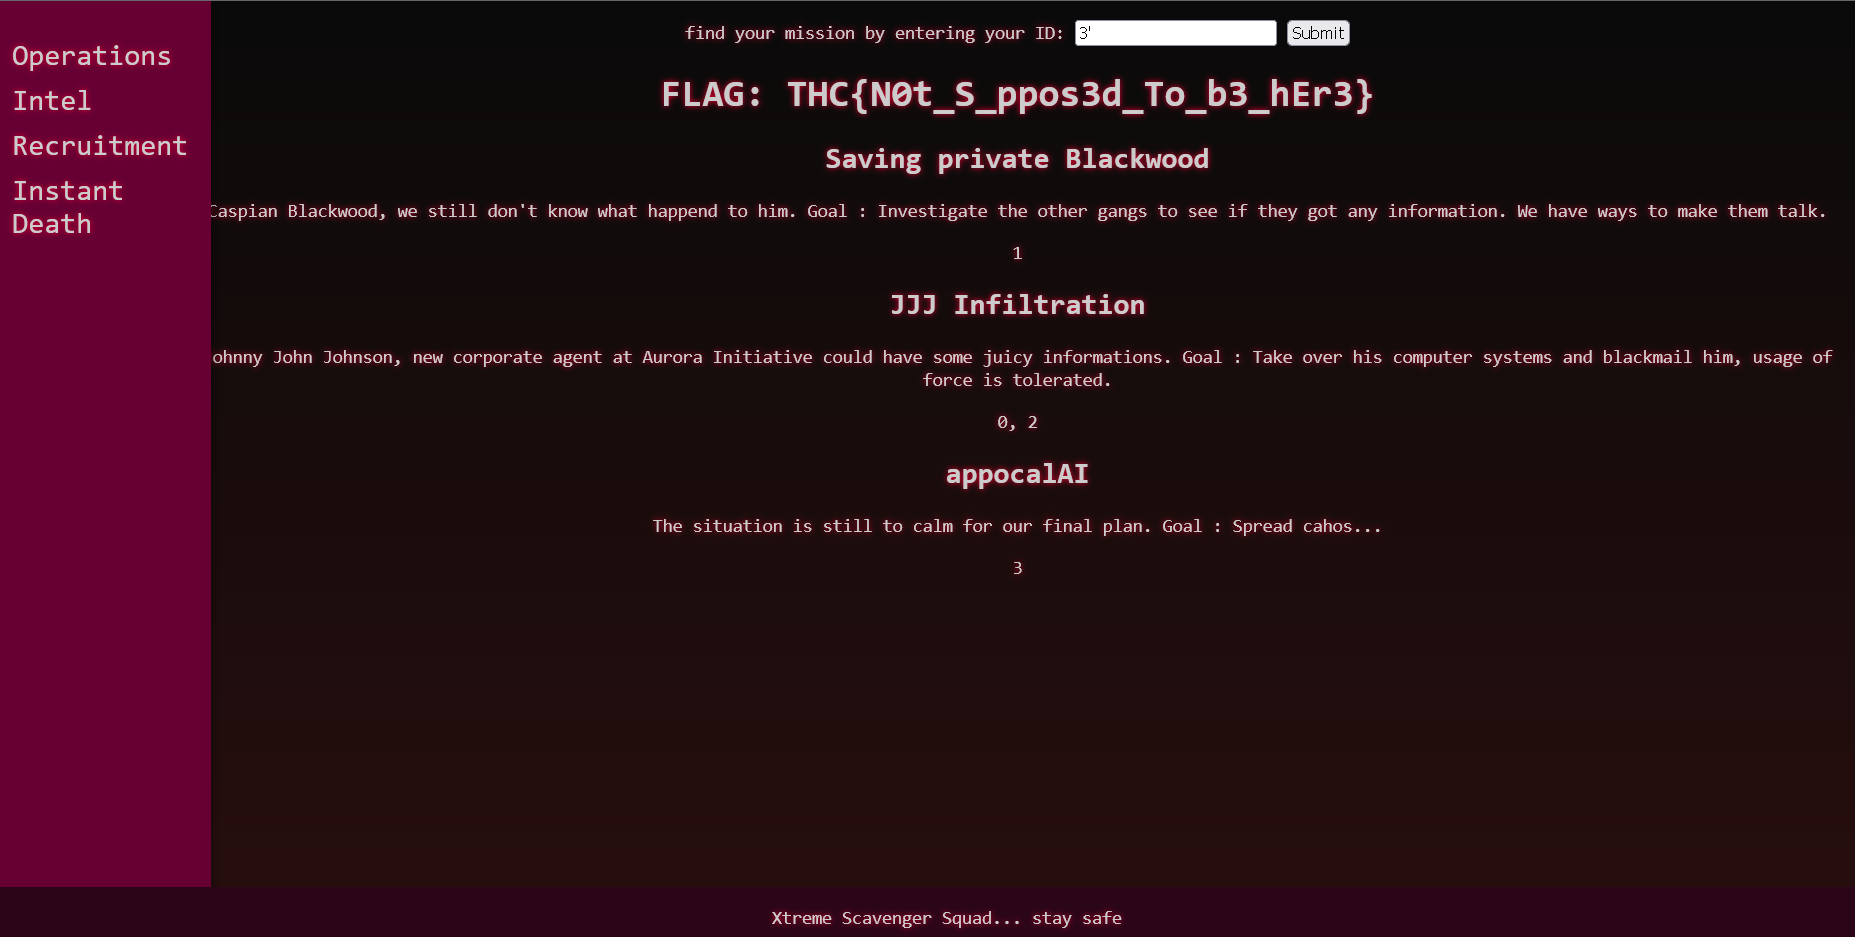 Operations
Intel
Recruitment
Instant
Death
find your mission by entering your ID: 3' Submit
FLAG: THC{N0t_S_ppos3d_To_b3_hEr3}
Saving private Blackwood
Caspian Blackwood, we still don't know what happend to him. Goal : Investigate the other gangs to see if they got any information. We have ways to make them talk.
1
JJJ Infiltration
ohnny John Johnson, new corporate agent at Aurora Initiative could have some juicy informations. Goal : Take over his computer systems and blackmail him, usage of
force is tolerated.
0, 2
appocalAI
The situation is still to calm for our final plan. Goal : Spread cahos...
3
Xtreme Scavenger Squad... stay safe